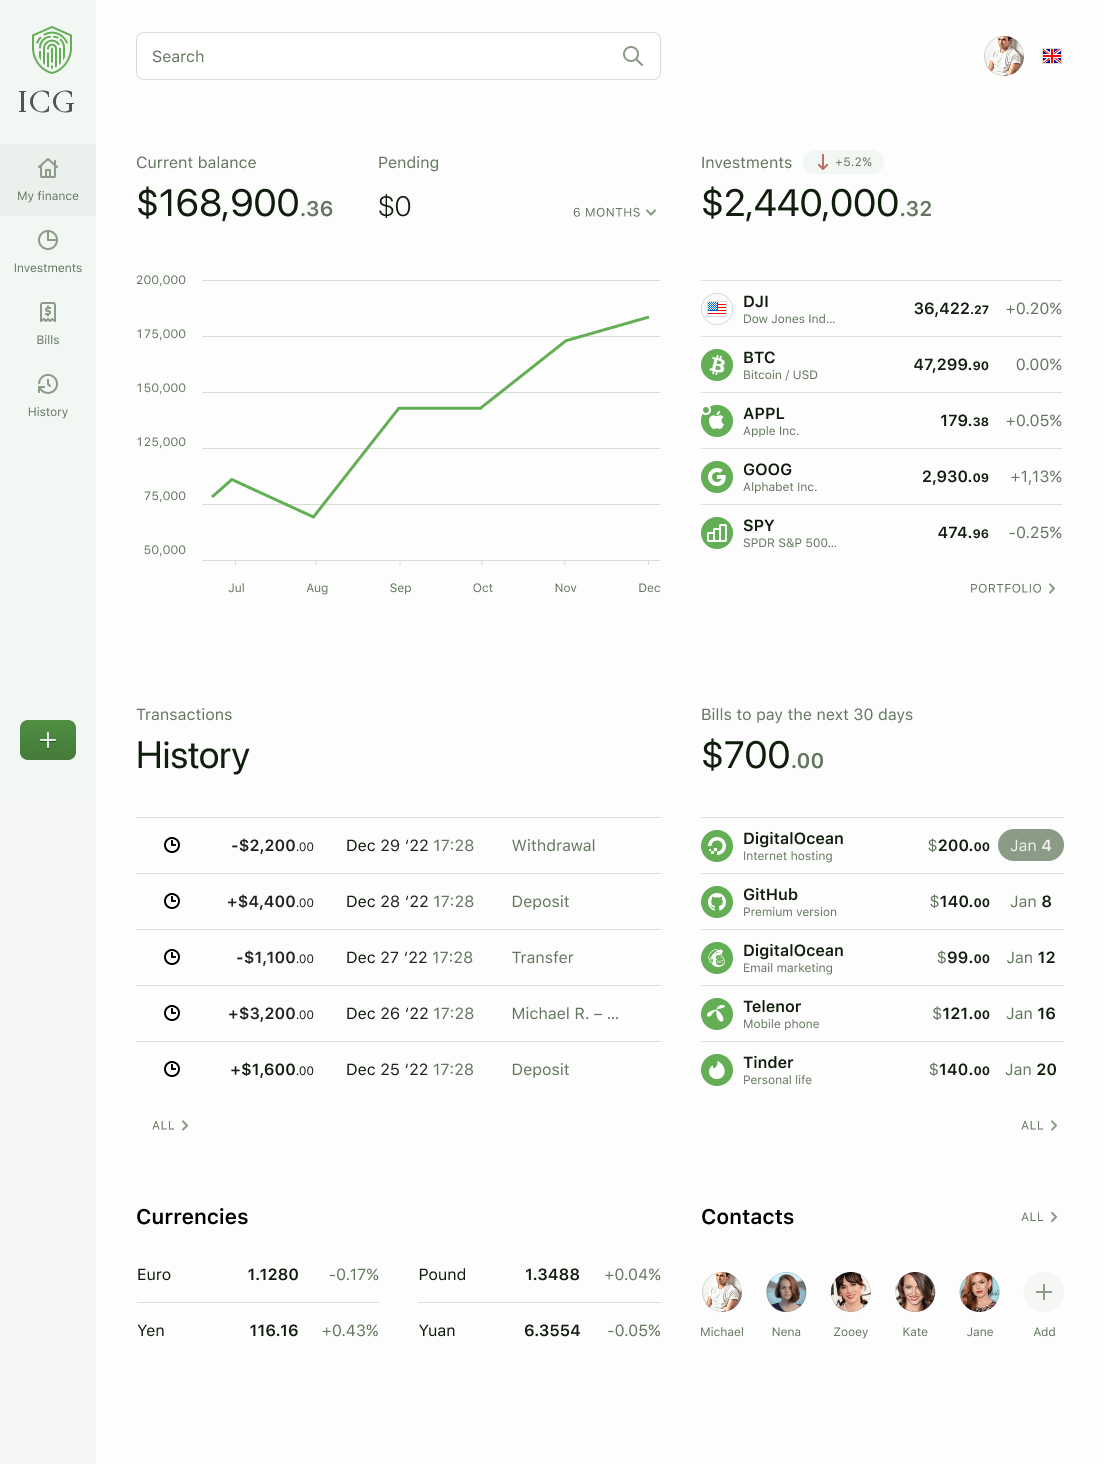 ICG
My finance
Investments
Bills
History
Search
Current balance
$168,900.36
Pending
$0
6 MONTHS
Investments +5.2%
$2,440,000.32
200,000
175,000
150,000
125,000
75,000
50,000
Jul Aug Sep Oct Nov Dec
DJI 36,422.27 +0.20%
Dow Jones Ind...
BTC 47,299.90 0.00%
Bitcoin / USD
APPL 179.38 +0.05%
Apple Inc.
GOOG 2,930.09 +1,13%
Alphabet Inc.
SPY 474.96 -0.25%
SPDR S&P 500...
PORTFOLIO
Transactions
History
-$2,200.00 Dec 29 ‘22 17:28 Withdrawal
+$4,400.00 Dec 28 ‘22 17:28 Deposit
-$1,100.00 Dec 27 ‘22 17:28 Transfer
+$3,200.00 Dec 26 ‘22 17:28 Michael R. – ...
+$1,600.00 Dec 25 ‘22 17:28 Deposit
ALL
Bills to pay the next 30 days
$700.00
DigitalOcean $200.00 Jan 4
Internet hosting
GitHub $140.00 Jan 8
Premium version
DigitalOcean $99.00 Jan 12
Email marketing
Telenor $121.00 Jan 16
Mobile phone
Tinder $140.00 Jan 20
Personal life
ALL
Currencies
Euro 1.1280 -0.17% Pound 1.3488 +0.04%
Yen 116.16 +0.43% Yuan 6.3554 -0.05%
Contacts ALL
Michael Nena Zooey Kate Jane Add